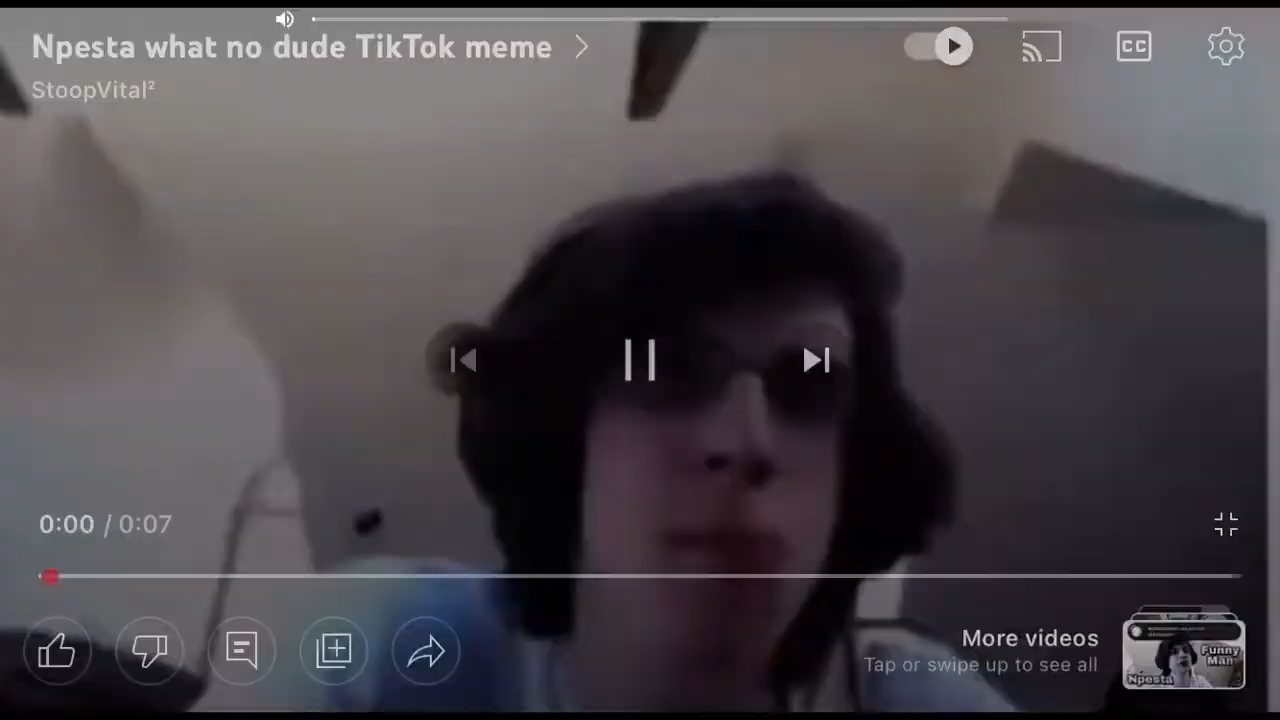 Npesta what no dude TikTok meme
StoopVital²
CC
0:00 / 0:07
More videos
Tap or swipe up to see all
Funny
Man
Npesta